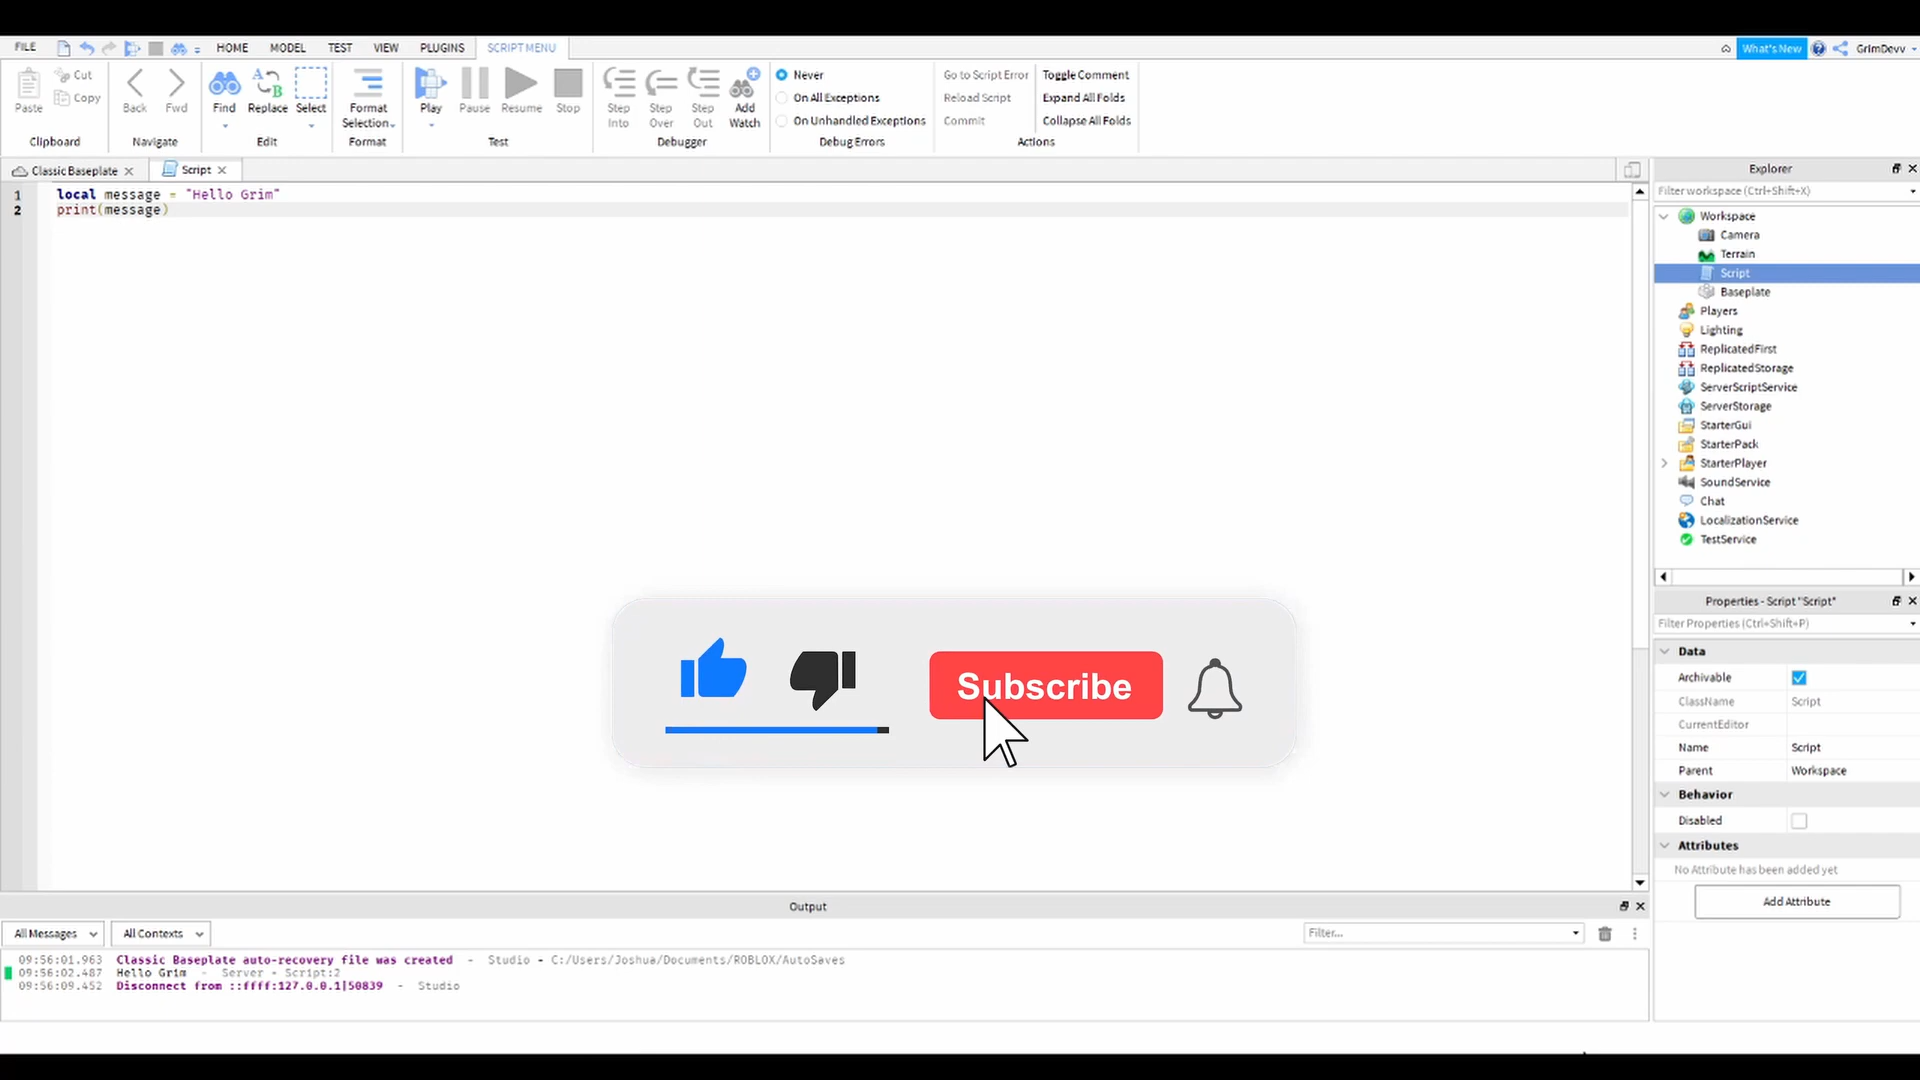 FILE HOME MODEL TEST VIEW PLUGINS SCRIPT MENU What's New GrimDevv
Paste Cut Copy Clipboard
Back Fwd Navigate
Find Replace Select Edit
Format Selection Format
Play Pause Resume Stop Test
Step Into Step Over Step Out Add Watch Debugger
Never
On All Exceptions
On Unhandled Exceptions
Debug Errors
Go to Script Error
Reload Script
Commit
Toggle Comment
Expand All Folds
Collapse All Folds
Actions
Classic Baseplate Script
1 local message = "Hello Grim"
2 print(message)
Explorer
Filter workspace (Ctrl+Shift+X)
Workspace
Camera
Terrain
Script
Baseplate
Players
Lighting
ReplicatedFirst
ReplicatedStorage
ServerScriptService
ServerStorage
StarterGui
StarterPack
StarterPlayer
SoundService
Chat
LocalizationService
TestService
Properties - Script "Script"
Filter Properties (Ctrl+Shift+P)
Data
Archivable
ClassName Script
CurrentEditor
Name Script
Parent Workspace
Behavior
Disabled
Attributes
No Attribute has been added yet
Add Attribute
Subscribe
Output
All Messages All Contexts Filter...
09:56:01.963 Classic Baseplate auto-recovery file was created - Studio - C:/Users/Joshua/Documents/ROBLOX/AutoSaves
09:56:02.487 Hello Grim - Server - Script:2
09:56:09.452 Disconnect from ::ffff:127.0.0.1|50839 - Studio